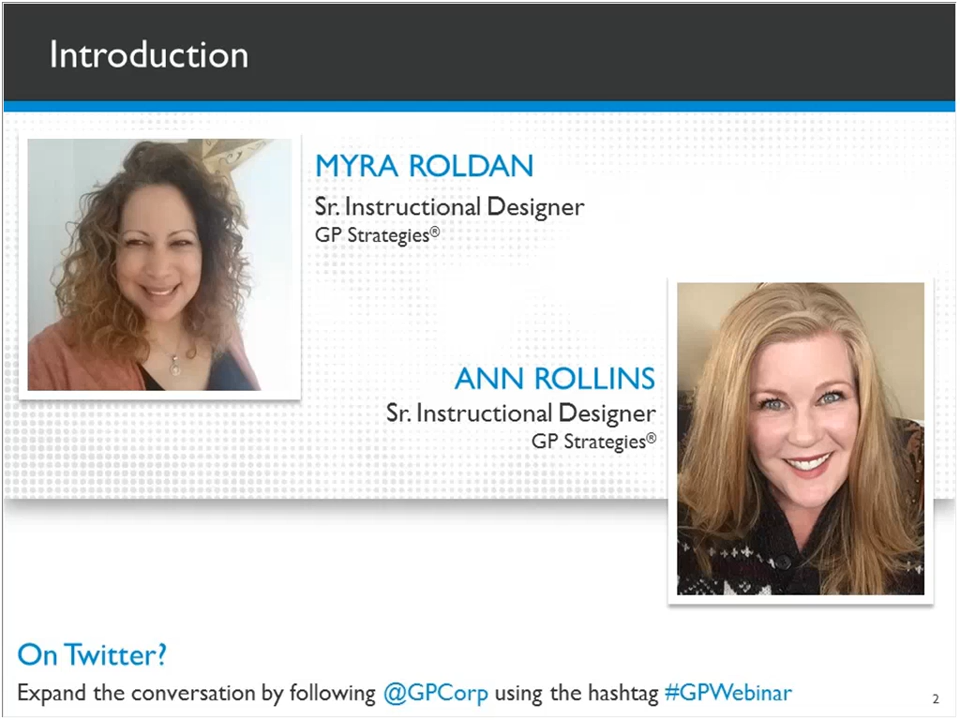 Introduction
MYRA ROLDAN
Sr. Instructional Designer
GP Strategies®
ANN ROLLINS
Sr. Instructional Designer
GP Strategies®
On Twitter?
Expand the conversation by following @GPCorp using the hashtag #GPWebinar
2